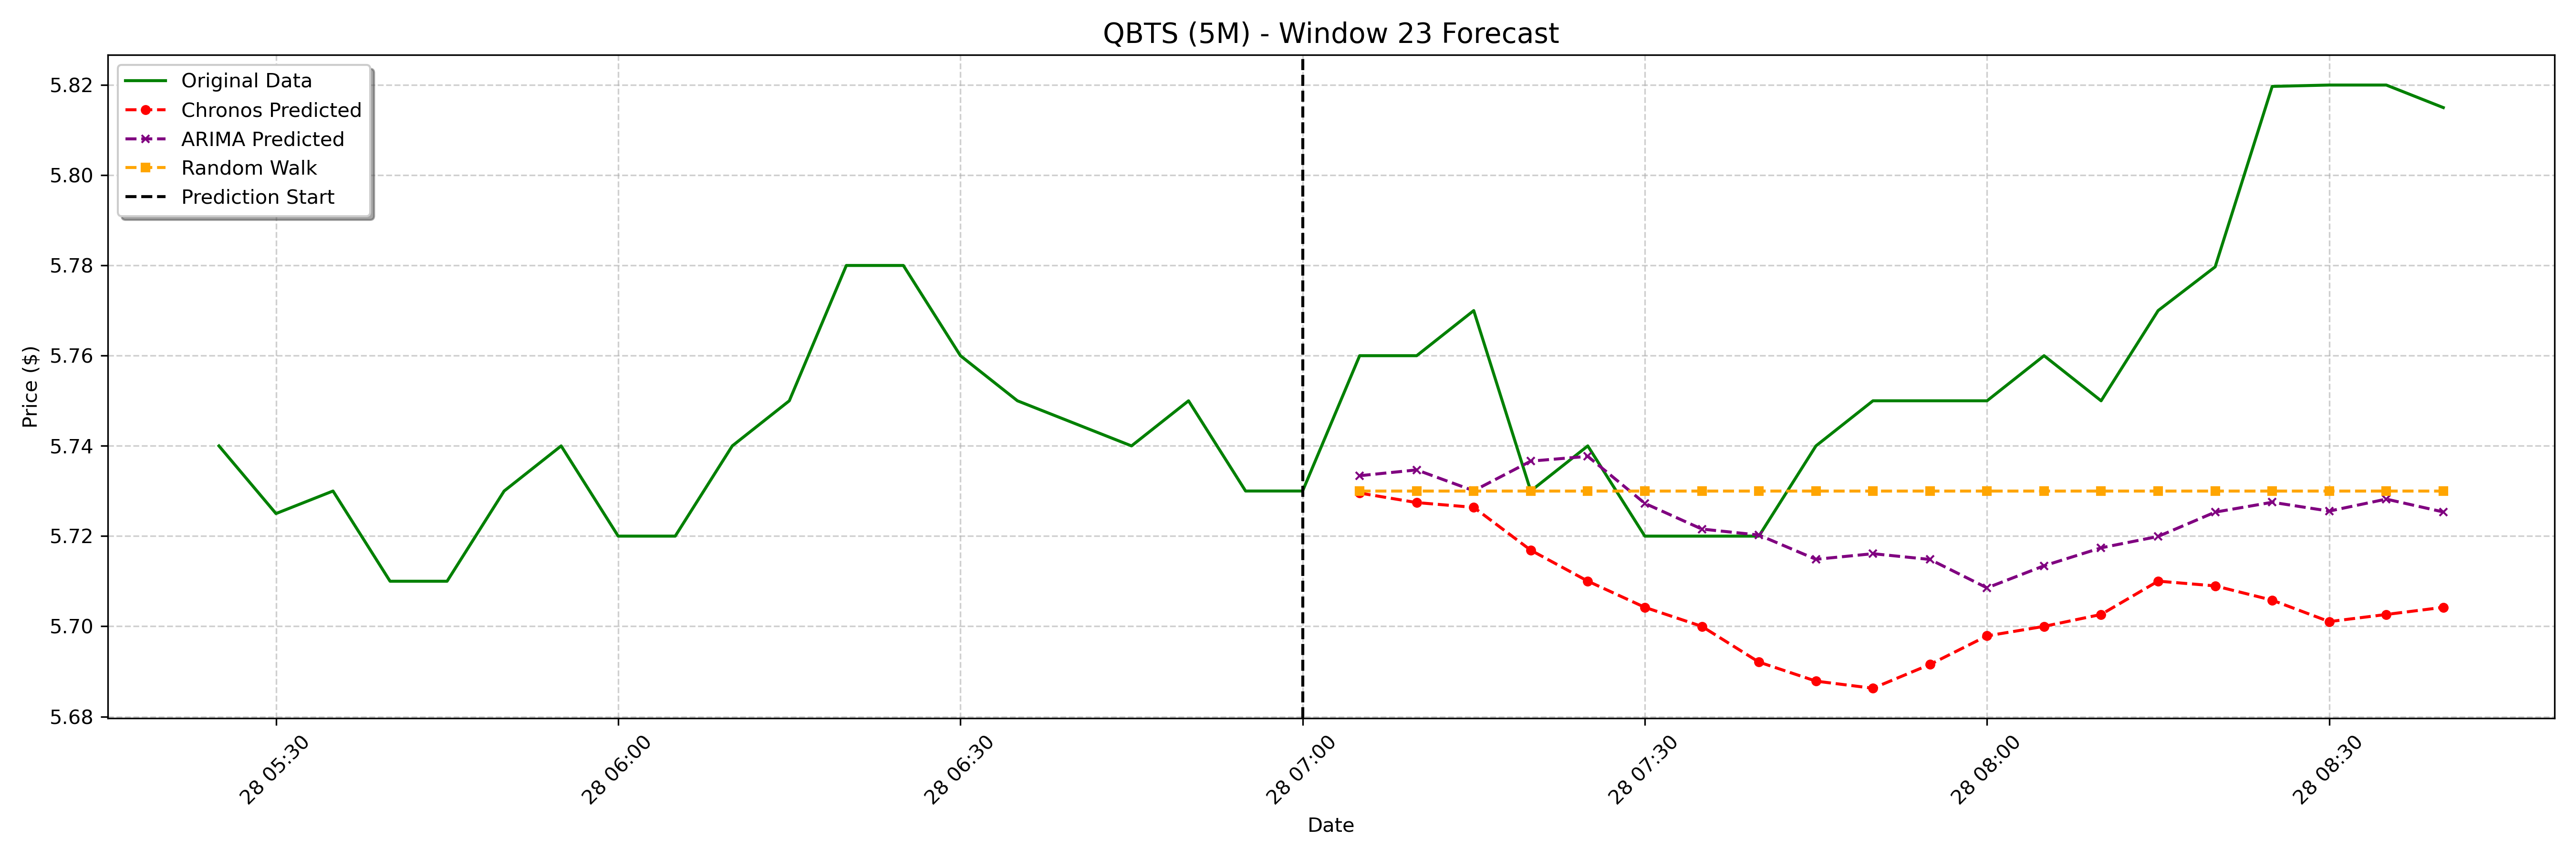 QBTS (5M) - Window 23 Forecast
Original Data
Chronos Predicted
ARIMA Predicted
Random Walk
Prediction Start
5.82
5.80
5.78
5.76
5.74
5.72
5.70
5.68
Price ($)
28 05:30
28 06:00
28 06:30
28 07:00
28 07:30
28 08:00
28 08:30
Date